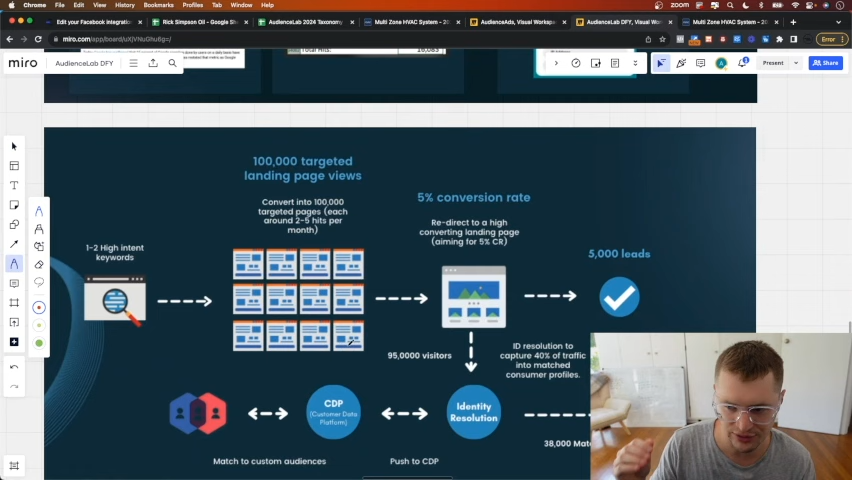 Chrome File Edit View History Bookmarks Profiles Tab Window Help zoom
Edit your Facebook integration Rick Simpson Oil - Google Sh AudienceLab 2024 Taxonomy Multi Zone HVAC System – 20 AudienceAds, Visual Workspa AudienceLab DFY, Visual Wor Multi Zone HVAC System – 20
miro.com/app/board/uXjVNuGhu8g=/
Error
miro AudienceLab DFY
Total Hits:
Present
Share
100,000 targeted
landing page views
Convert into 100,000
targeted pages (each
around 2-5 hits per
month)
5% conversion rate
Re-direct to a high
converting landing page
(aiming for 5% CR)
1-2 High intent
keywords
5,000 leads
95,0000 visitors
ID resolution to
capture 40% of traffic
into matched
consumer profiles.
CDP
(Customer Data
Platform)
Identity
Resolution
38,000
Match to custom audiences
Push to CDP